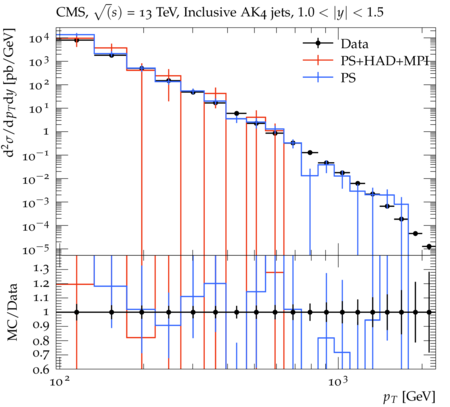 CMS, √(s) = 13 TeV, Inclusive AK4 jets, 1.0 < |y| < 1.5
d²σ/dp_T dy [pb/GeV]
10⁴
10³
10²
10¹
1
10⁻¹
10⁻²
10⁻³
10⁻⁴
10⁻⁵
Data
PS+HAD+MPI
PS
MC/Data
1.3
1.2
1.1
1
0.9
0.8
0.7
0.6
10² 10³
p_T [GeV]